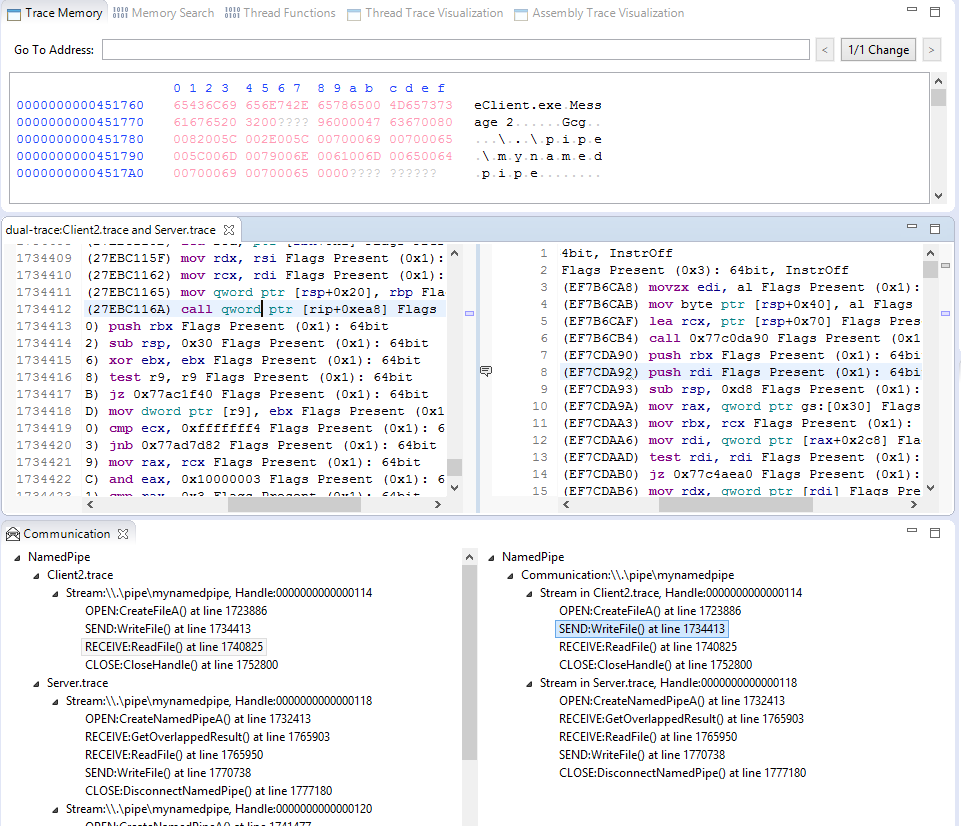 Trace Memory Memory Search Thread Functions Thread Trace Visualization Assembly Trace Visualization
Go To Address: < 1/1 Change >
0 1 2 3 4 5 6 7 8 9 a b c d e f
0000000000451760 65436C69 656E742E 65786500 4D657373 eClient.exe.Mess
0000000000451770 61676520 3200???? 96000047 63670080 age 2......Gcg..
0000000000451780 0082005C 002E005C 00700069 00700065 ...\...\.p.i.p.e
0000000000451790 005C006D 0079006E 0061006D 00650064 .\.m.y.n.a.m.e.d
00000000004517A0 00700069 00700065 0000???? ?????? .p.i.p.e........
dual-trace:Client2.trace and Server.trace
1734409 (27EBC115F) mov rdx, rsi Flags Present (0x1):
1734410 (27EBC1162) mov rcx, rdi Flags Present (0x1):
1734411 (27EBC1165) mov qword ptr [rsp+0x20], rbp Fla
1734412 (27EBC116A) call qword ptr [rip+0xea8] Flags
1734413 0) push rbx Flags Present (0x1): 64bit
1734414 2) sub rsp, 0x30 Flags Present (0x1): 64bit
1734415 6) xor ebx, ebx Flags Present (0x1): 64bit
1734416 8) test r9, r9 Flags Present (0x1): 64bit
1734417 B) jz 0x77ac1f40 Flags Present (0x1): 64bit
1734418 D) mov dword ptr [r9], ebx Flags Present (0x1
1734419 0) cmp ecx, 0xfffffff4 Flags Present (0x1): 6
1734420 3) jnb 0x77ad7d82 Flags Present (0x1): 64bit
1734421 9) mov rax, rcx Flags Present (0x1): 64bit
1734422 C) and eax, 0x10000003 Flags Present (0x1): 6
1734423 1) cmp rax, 0x3 Flags Present (0x1): 64bit
1 4bit, InstrOff
2 Flags Present (0x3): 64bit, InstrOff
3 (EF7B6CA8) movzx edi, al Flags Present (0x1):
4 (EF7B6CAB) mov byte ptr [rsp+0x40], al Flags
5 (EF7B6CAF) lea rcx, ptr [rsp+0x70] Flags Pres
6 (EF7B6CB4) call 0x77c0da90 Flags Present (0x1
7 (EF7CDA90) push rbx Flags Present (0x1): 64bi
8 (EF7CDA92) push rdi Flags Present (0x1): 64bi
9 (EF7CDA93) sub rsp, 0xd8 Flags Present (0x1):
10 (EF7CDA9A) mov rax, qword ptr gs:[0x30] Flags
11 (EF7CDAA3) mov rbx, rcx Flags Present (0x1):
12 (EF7CDAA6) mov rdi, qword ptr [rax+0x2c8] Fla
13 (EF7CDAAD) test rdi, rdi Flags Present (0x1):
14 (EF7CDAB0) jz 0x77c4aea0 Flags Present (0x1):
15 (EF7CDAB6) mov rdx, qword ptr [rdi] Flags Pre
Communication
NamedPipe
Client2.trace
Stream:\\.\pipe\mynamedpipe, Handle:0000000000000114
OPEN:CreateFileA() at line 1723886
SEND:WriteFile() at line 1734413
RECEIVE:ReadFile() at line 1740825
CLOSE:CloseHandle() at line 1752800
Server.trace
Stream:\\.\pipe\mynamedpipe, Handle:0000000000000118
OPEN:CreateNamedPipeA() at line 1732413
RECEIVE:GetOverlappedResult() at line 1765903
RECEIVE:ReadFile() at line 1765950
SEND:WriteFile() at line 1770738
CLOSE:DisconnectNamedPipe() at line 1777180
Stream:\\.\pipe\mynamedpipe, Handle:0000000000000120
OPEN:CreateNamedPipeA() at line 1741477
NamedPipe
Communication:\\.\pipe\mynamedpipe
Stream in Client2.trace, Handle:0000000000000114
OPEN:CreateFileA() at line 1723886
SEND:WriteFile() at line 1734413
RECEIVE:ReadFile() at line 1740825
CLOSE:CloseHandle() at line 1752800
Stream in Server.trace, Handle:0000000000000118
OPEN:CreateNamedPipeA() at line 1732413
RECEIVE:GetOverlappedResult() at line 1765903
RECEIVE:ReadFile() at line 1765950
SEND:WriteFile() at line 1770738
CLOSE:DisconnectNamedPipe() at line 1777180